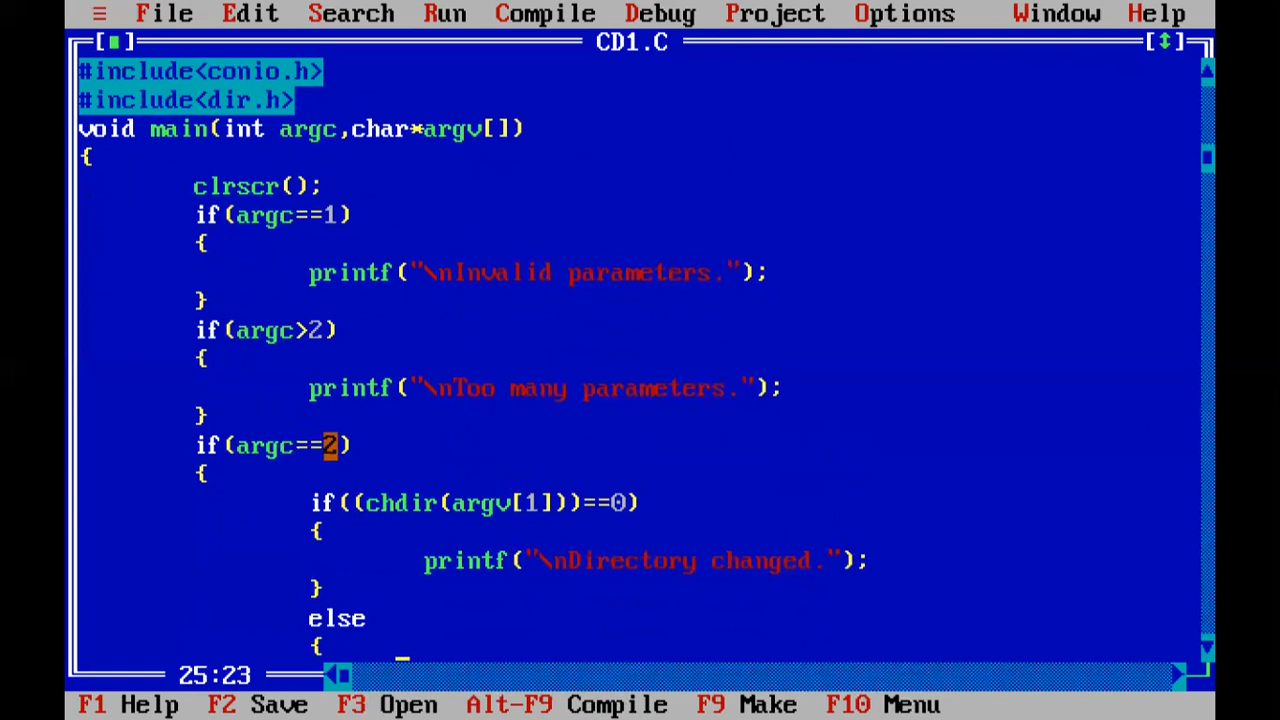 ≡ File Edit Search Run Compile Debug Project Options Window Help
[■] CD1.C [↕]
#include<conio.h>
#include<dir.h>
void main(int argc,char*argv[])
{
clrscr();
if(argc==1)
{
printf("\nInvalid parameters.");
}
if(argc>2)
{
printf("\nToo many parameters.");
}
if(argc==2)
{
if((chdir(argv[1]))==0)
{
printf("\nDirectory changed.");
}
else
{
25:23
F1 Help F2 Save F3 Open Alt-F9 Compile F9 Make F10 Menu